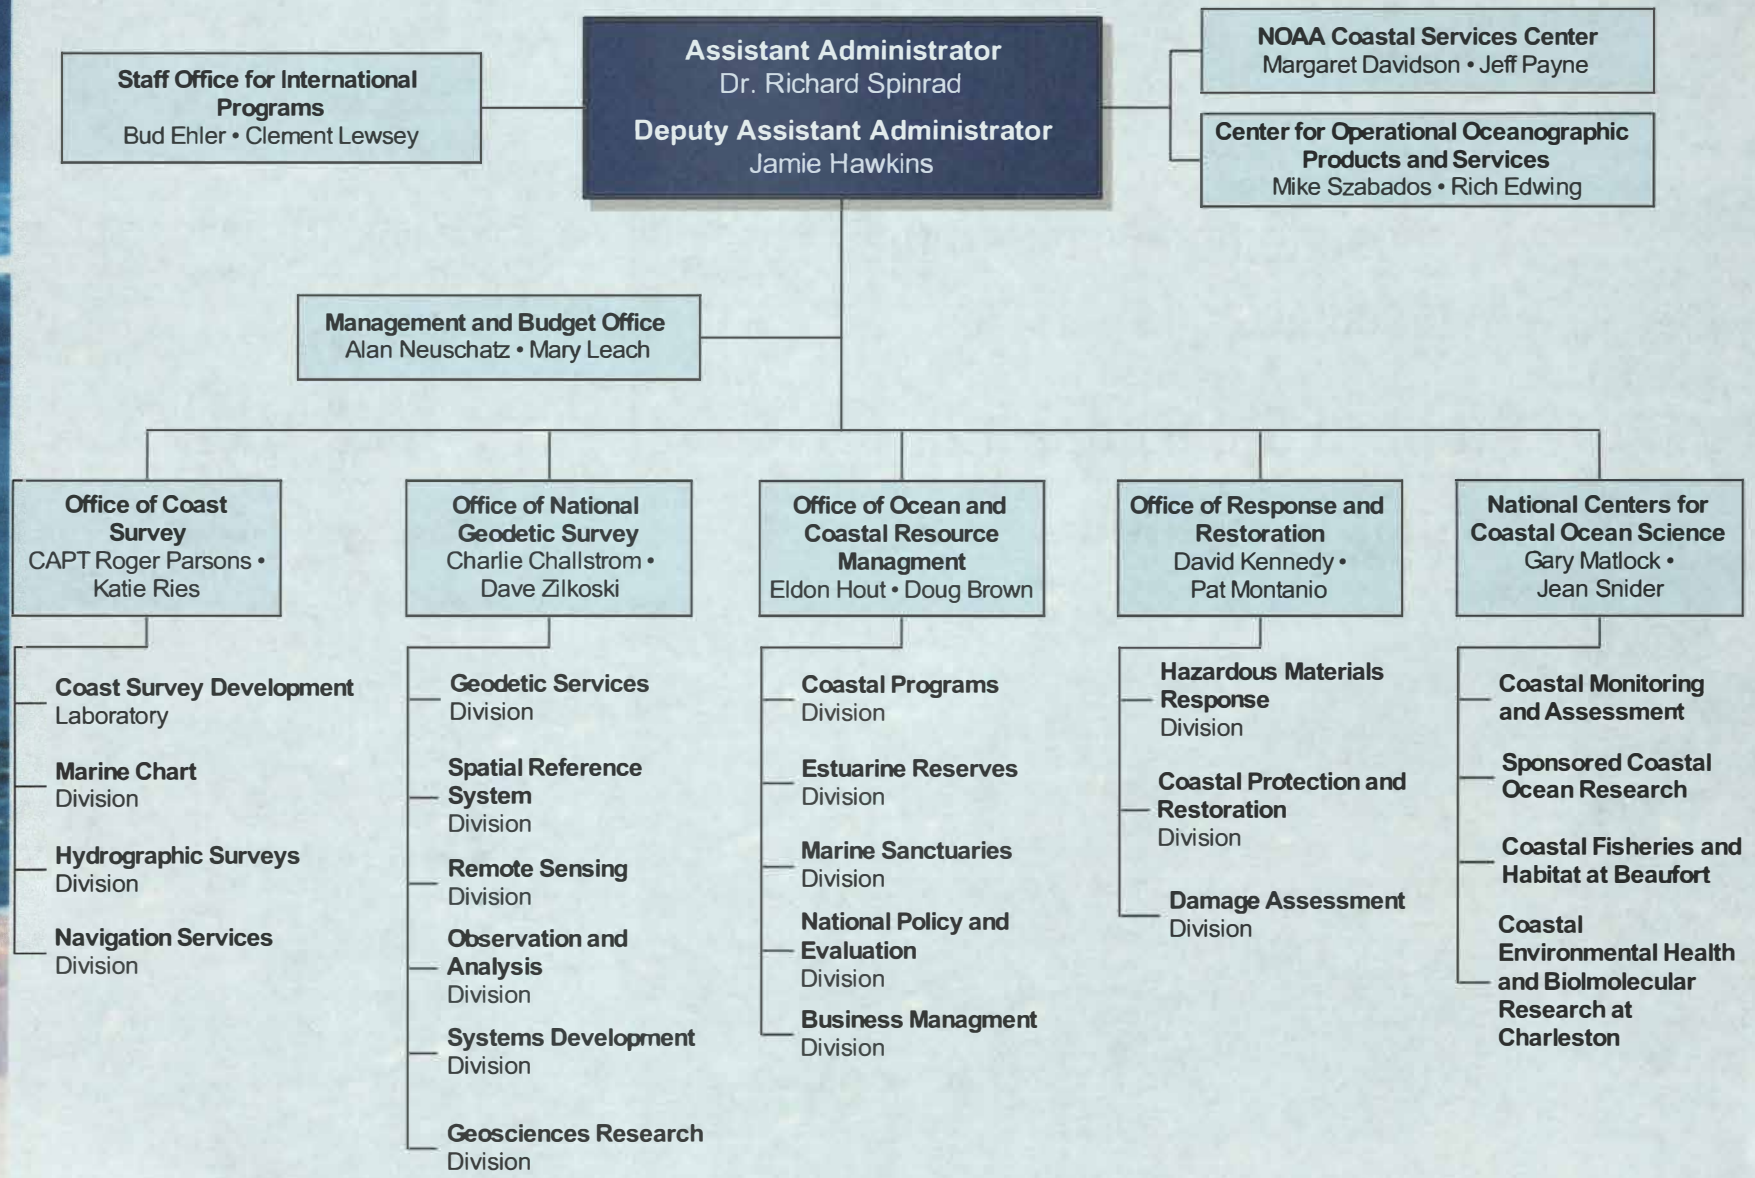 Assistant Administrator
Dr. Richard Spinrad
Deputy Assistant Administrator
Jamie Hawkins
Staff Office for International
Programs
Bud Ehler • Clement Lewsey
NOAA Coastal Services Center
Margaret Davidson • Jeff Payne
Center for Operational Oceanographic
Products and Services
Mike Szabados • Rich Edwing
Management and Budget Office
Alan Neuschatz • Mary Leach
Office of Coast
Survey
CAPT Roger Parsons •
Katie Ries
Coast Survey Development
Laboratory
Marine Chart
Division
Hydrographic Surveys
Division
Navigation Services
Division
Office of National
Geodetic Survey
Charlie Challstrom •
Dave Zilkoski
Geodetic Services
Division
Spatial Reference
System
Division
Remote Sensing
Division
Observation and
Analysis
Division
Systems Development
Division
Geosciences Research
Division
Office of Ocean and
Coastal Resource
Managment
Eldon Hout • Doug Brown
Coastal Programs
Division
Estuarine Reserves
Division
Marine Sanctuaries
Division
National Policy and
Evaluation
Division
Business Managment
Division
Office of Response and
Restoration
David Kennedy •
Pat Montanio
Hazardous Materials
Response
Division
Coastal Protection and
Restoration
Division
Damage Assessment
Division
National Centers for
Coastal Ocean Science
Gary Matlock •
Jean Snider
Coastal Monitoring
and Assessment
Sponsored Coastal
Ocean Research
Coastal Fisheries and
Habitat at Beaufort
Coastal
Environmental Health
and Biolmolecular
Research at
Charleston